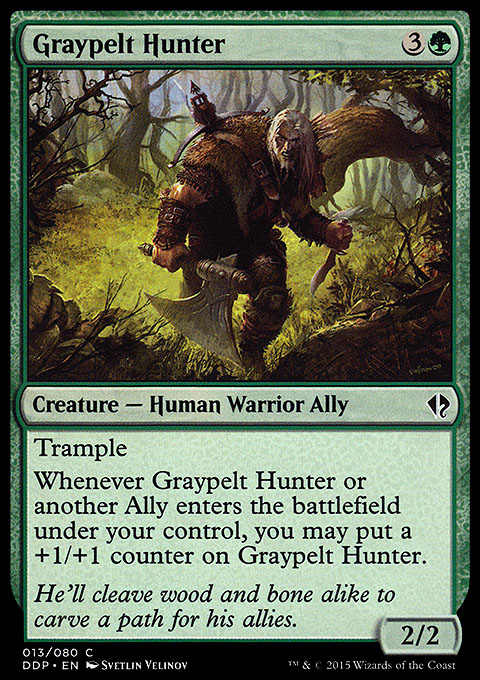 Graypelt Hunter 3
Creature — Human Warrior Ally
Trample
Whenever Graypelt Hunter or
another Ally enters the battlefield
under your control, you may put a
+1/+1 counter on Graypelt Hunter.
He'll cleave wood and bone alike to
carve a path for his allies.
2/2
013/080 C
DDP • EN Svetlin Velinov
™ & © 2015 Wizards of the Coast